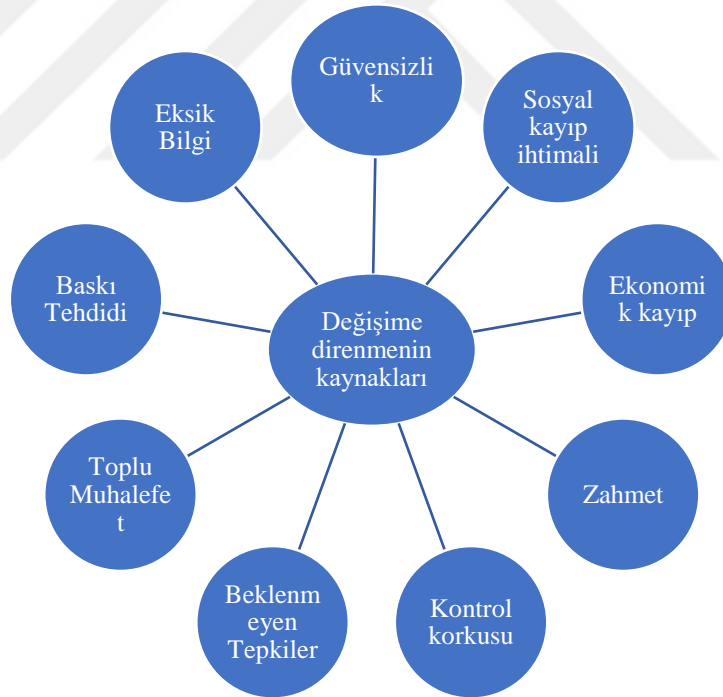 Güvensizli
k
Sosyal
kayıp
ihtimali
Ekonomi
k kayıp
Zahmet
Kontrol
korkusu
Beklenm
eyen
Tepkiler
Toplu
Muhalefe
t
Baskı
Tehdidi
Eksik
Bilgi
Değişime
direnmenin
kaynakları